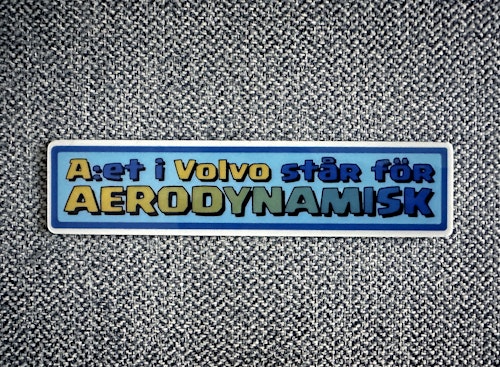 A:et i Volvo står för
AERODYNAMISK